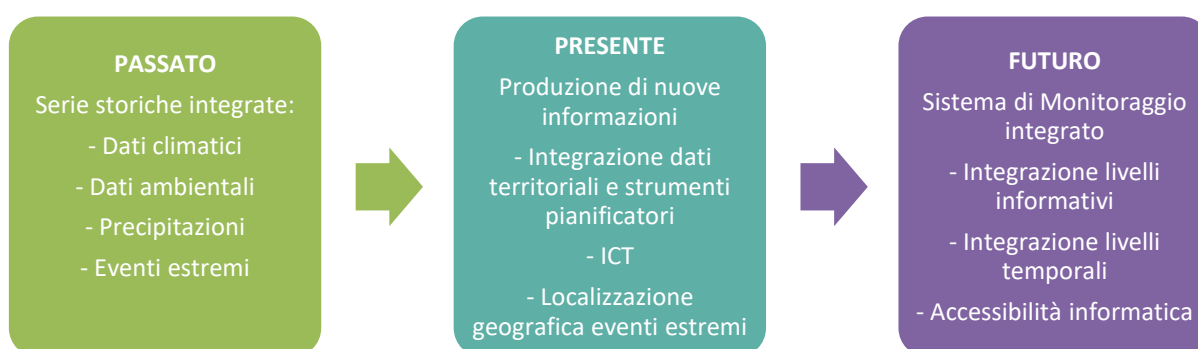 PASSATO
Serie storiche integrate:
- Dati climatici
- Dati ambientali
- Precipitazioni
- Eventi estremi
PRESENTE
Produzione di nuove
informazioni
- Integrazione dati
territoriali e strumenti
pianificatori
- ICT
- Localizzazione
geografica eventi estremi
FUTURO
Sistema di Monitoraggio
integrato
- Integrazione livelli
informativi
- Integrazione livelli
temporali
- Accessibilità informatica